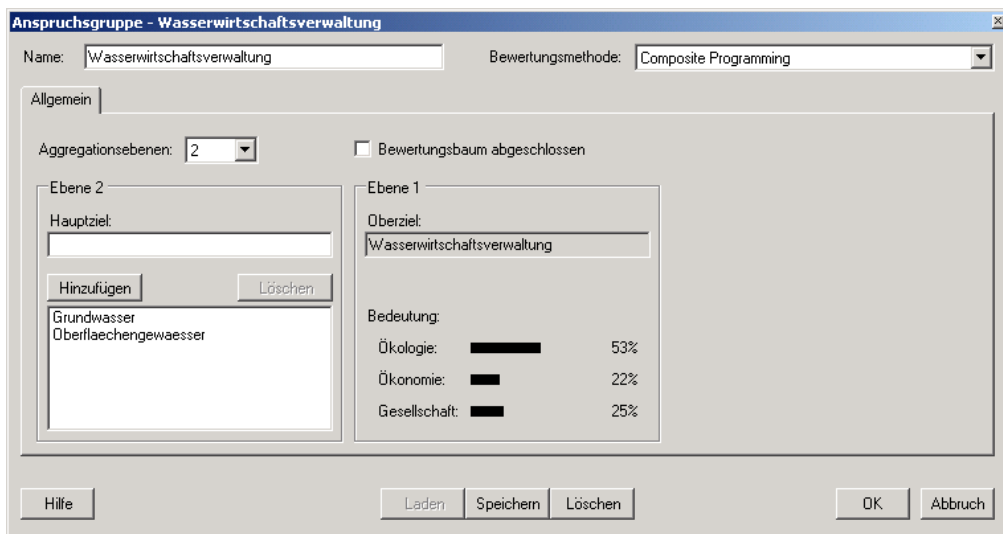 Anspruchsgruppe - Wasserwirtschaftsverwaltung
Name: Wasserwirtschaftsverwaltung Bewertungsmethode: Composite Programming
Allgemein
Aggregationsebenen: 2 Bewertungsbaum abgeschlossen
Ebene 2
Hauptziel:
Hinzufügen Löschen
Grundwasser
Oberflaechengewaesser
Ebene 1
Oberziel:
Wasserwirtschaftsverwaltung
Bedeutung:
Ökologie: 53%
Ökonomie: 22%
Gesellschaft: 25%
Hilfe Laden Speichern Löschen OK Abbruch